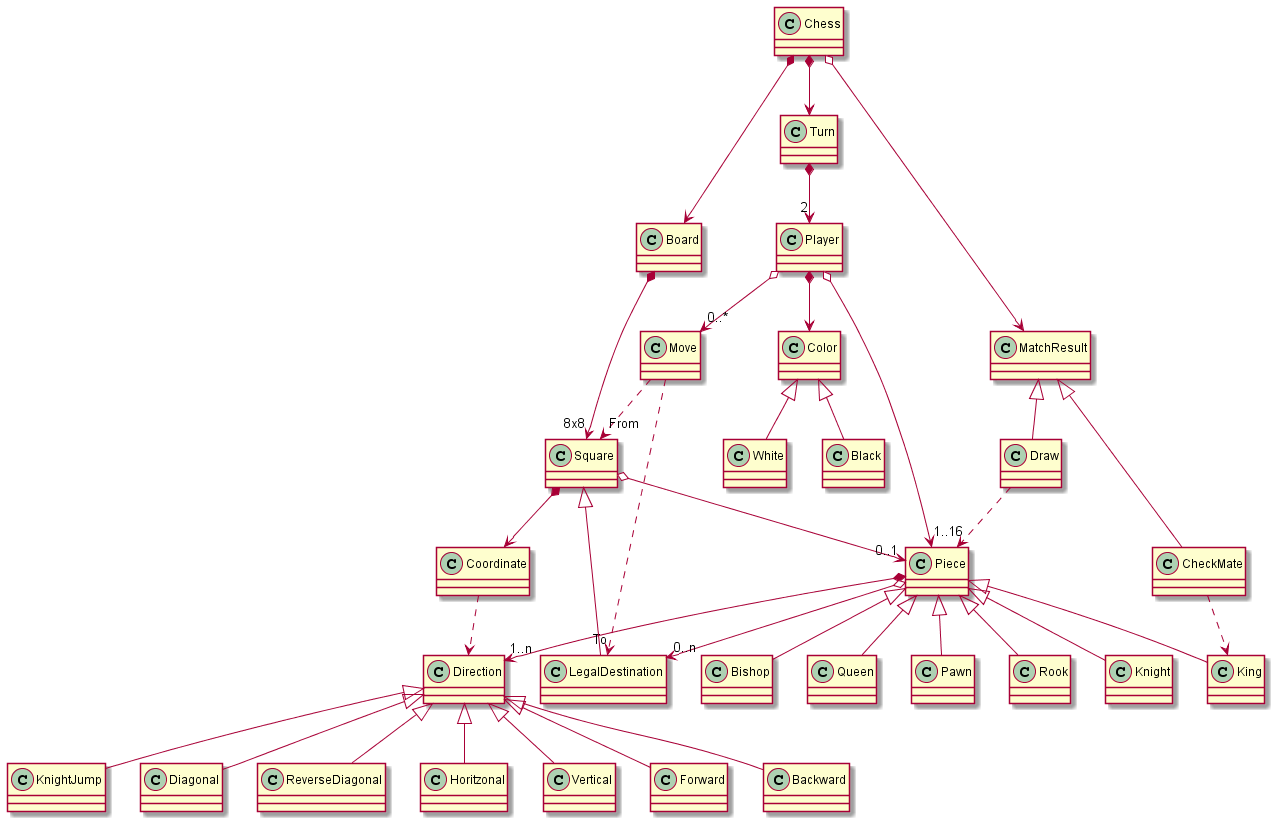 C Chess
C Turn
2
C Board
C Player
0..*
C Move
C Color
C MatchResult
8x8
From
C Square
C White
C Black
C Draw
1..16
0..1
C Coordinate
C Piece
C CheckMate
To
1..n
0..n
C Direction
C LegalDestination
C Bishop
C Queen
C Pawn
C Rook
C Knight
C King
C KnightJump
C Diagonal
C ReverseDiagonal
C Horitzonal
C Vertical
C Forward
C Backward